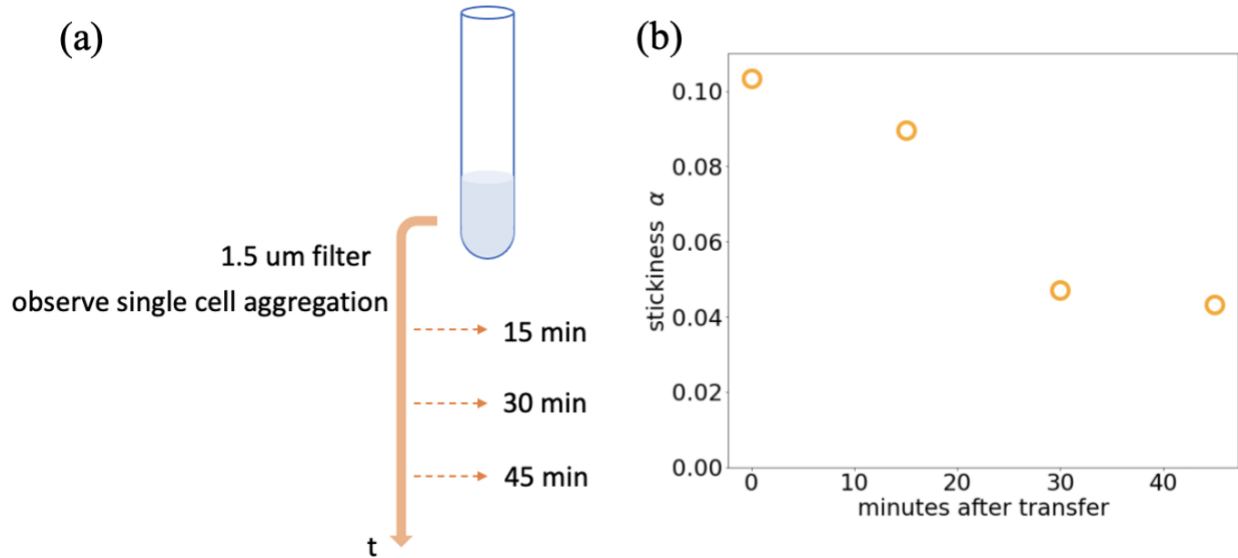 (a)
1.5 um filter
observe single cell aggregation
15 min
30 min
45 min
t
(b)
stickiness α
0.10
0.08
0.06
0.04
0.02
0.00
0 10 20 30 40
minutes after transfer